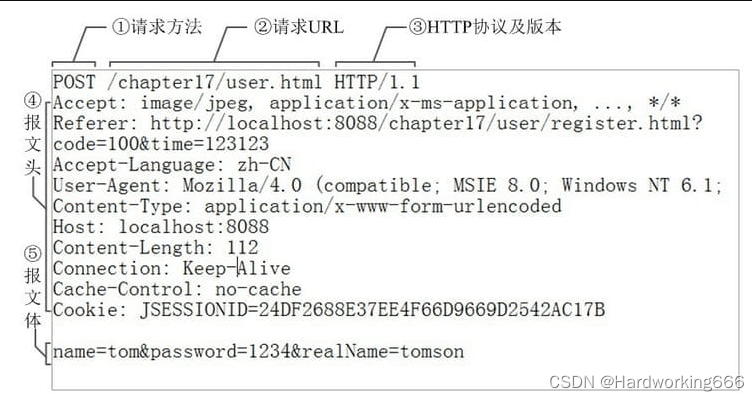 ①请求方法 ②请求URL ③HTTP协议及版本
POST /chapter17/user.html HTTP/1.1
④报文头
Accept: image/jpeg, application/x-ms-application, ..., */*
Referer: http://localhost:8088/chapter17/user/register.html?
code=100&time=123123
Accept-Language: zh-CN
User-Agent: Mozilla/4.0 (compatible; MSIE 8.0; Windows NT 6.1;
Content-Type: application/x-www-form-urlencoded
Host: localhost:8088
Content-Length: 112
Connection: Keep-Alive
Cache-Control: no-cache
Cookie: JSESSIONID=24DF2688E37EE4F66D9669D2542AC17B
⑤报文体
name=tom&password=1234&realName=tomson
CSDN @Hardworking666